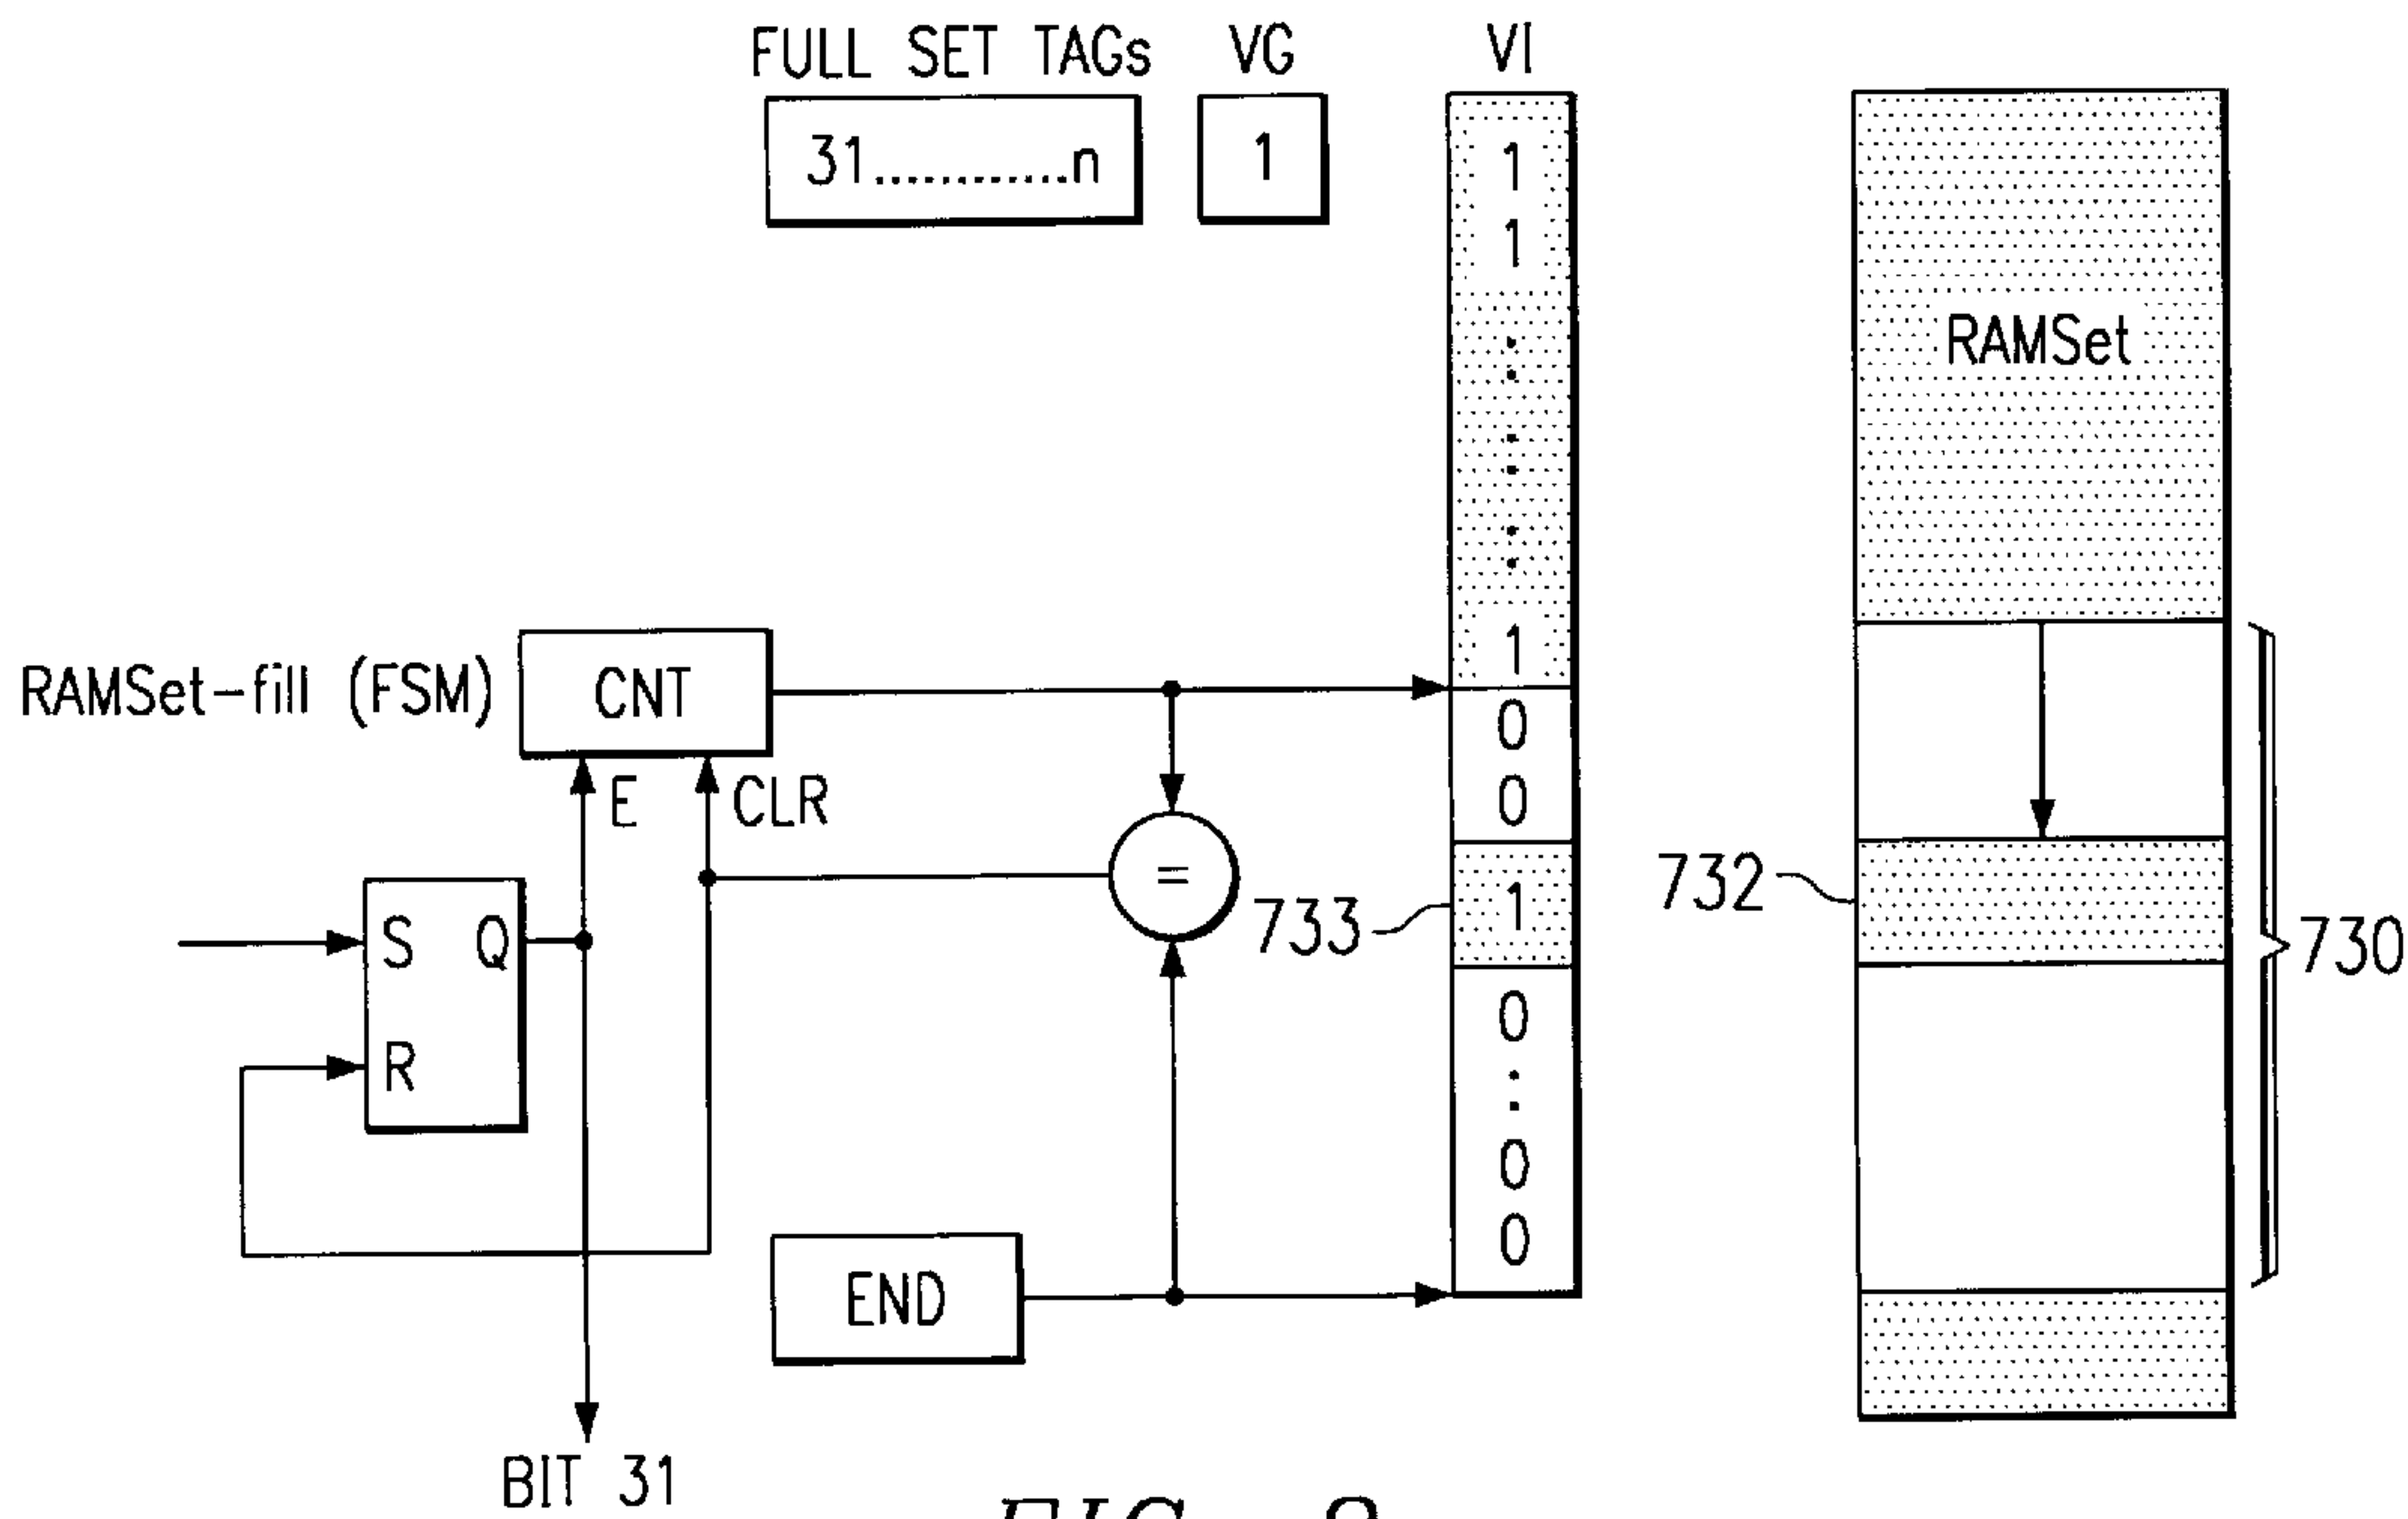 FULL SET TAGs VG VI
31............n 1
1
1
RAMSet
1
RAMSet-fill (FSM) CNT
0
E CLR
0
=
1
733
732
S Q
730
R
0
0
END
0
BIT 31